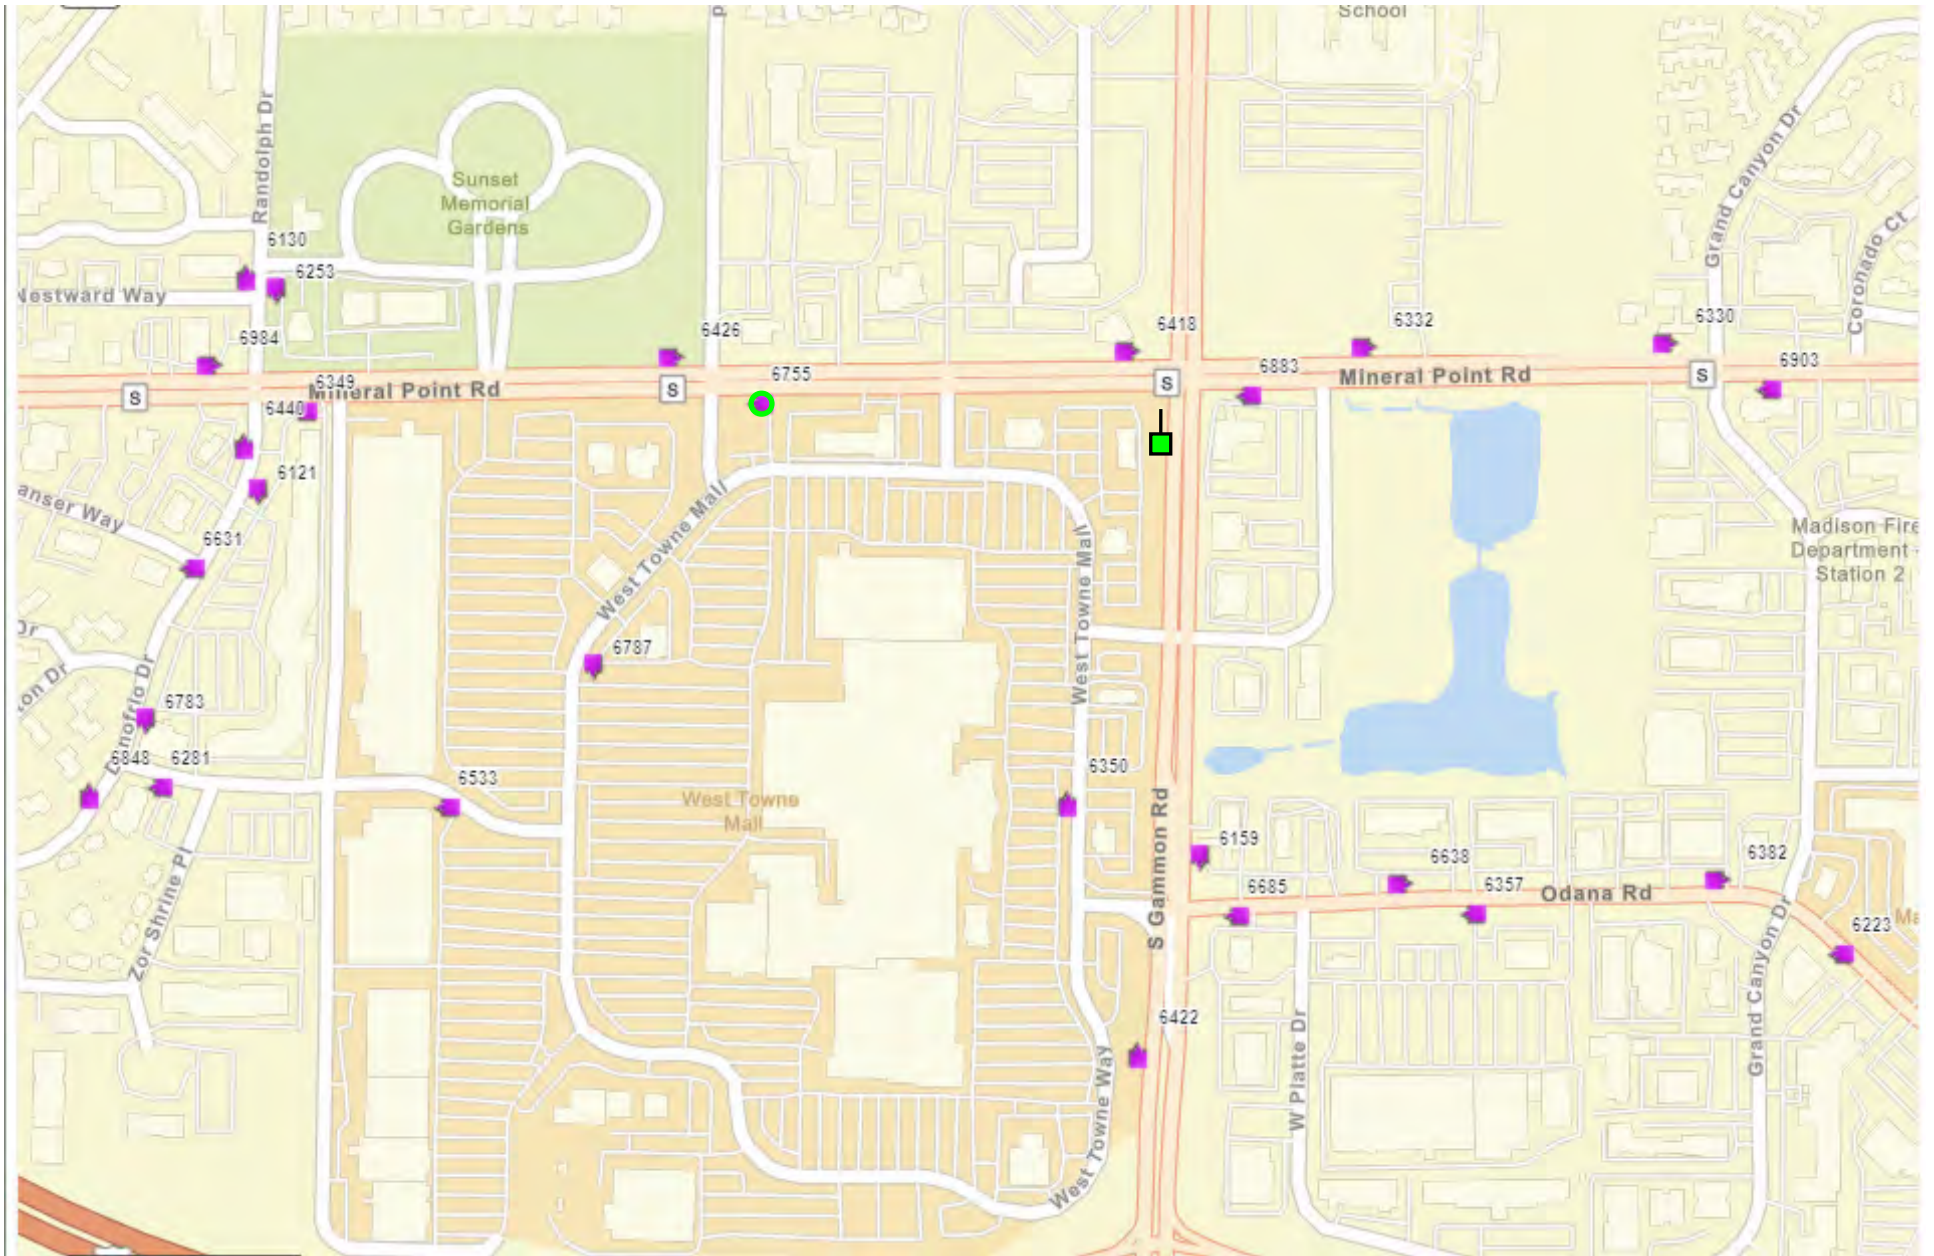 School
Randolph Dr
Sunset
Memorial
Gardens
Grand Canyon Dr
Coronado Ct
6130
6253
Westward Way
6984
6426
6418
6332
6330
6349
Mineral Point Rd
S
S
6755
S
6883
Mineral Point Rd
S
6903
6440
6121
anser Way
6631
West Towne Mall
West Towne Mall
Madison Fire
Department -
Station 2
Dr
ton Dr
6787
6783
6848
6281
6533
West Towne
Mall
6350
S Gammon Rd
6159
6638
6382
6685
6357
Odana Rd
Zor Shrine Pl
6223
Ma
Grand Canyon Dr
6422
W Platte Dr
West Towne Way